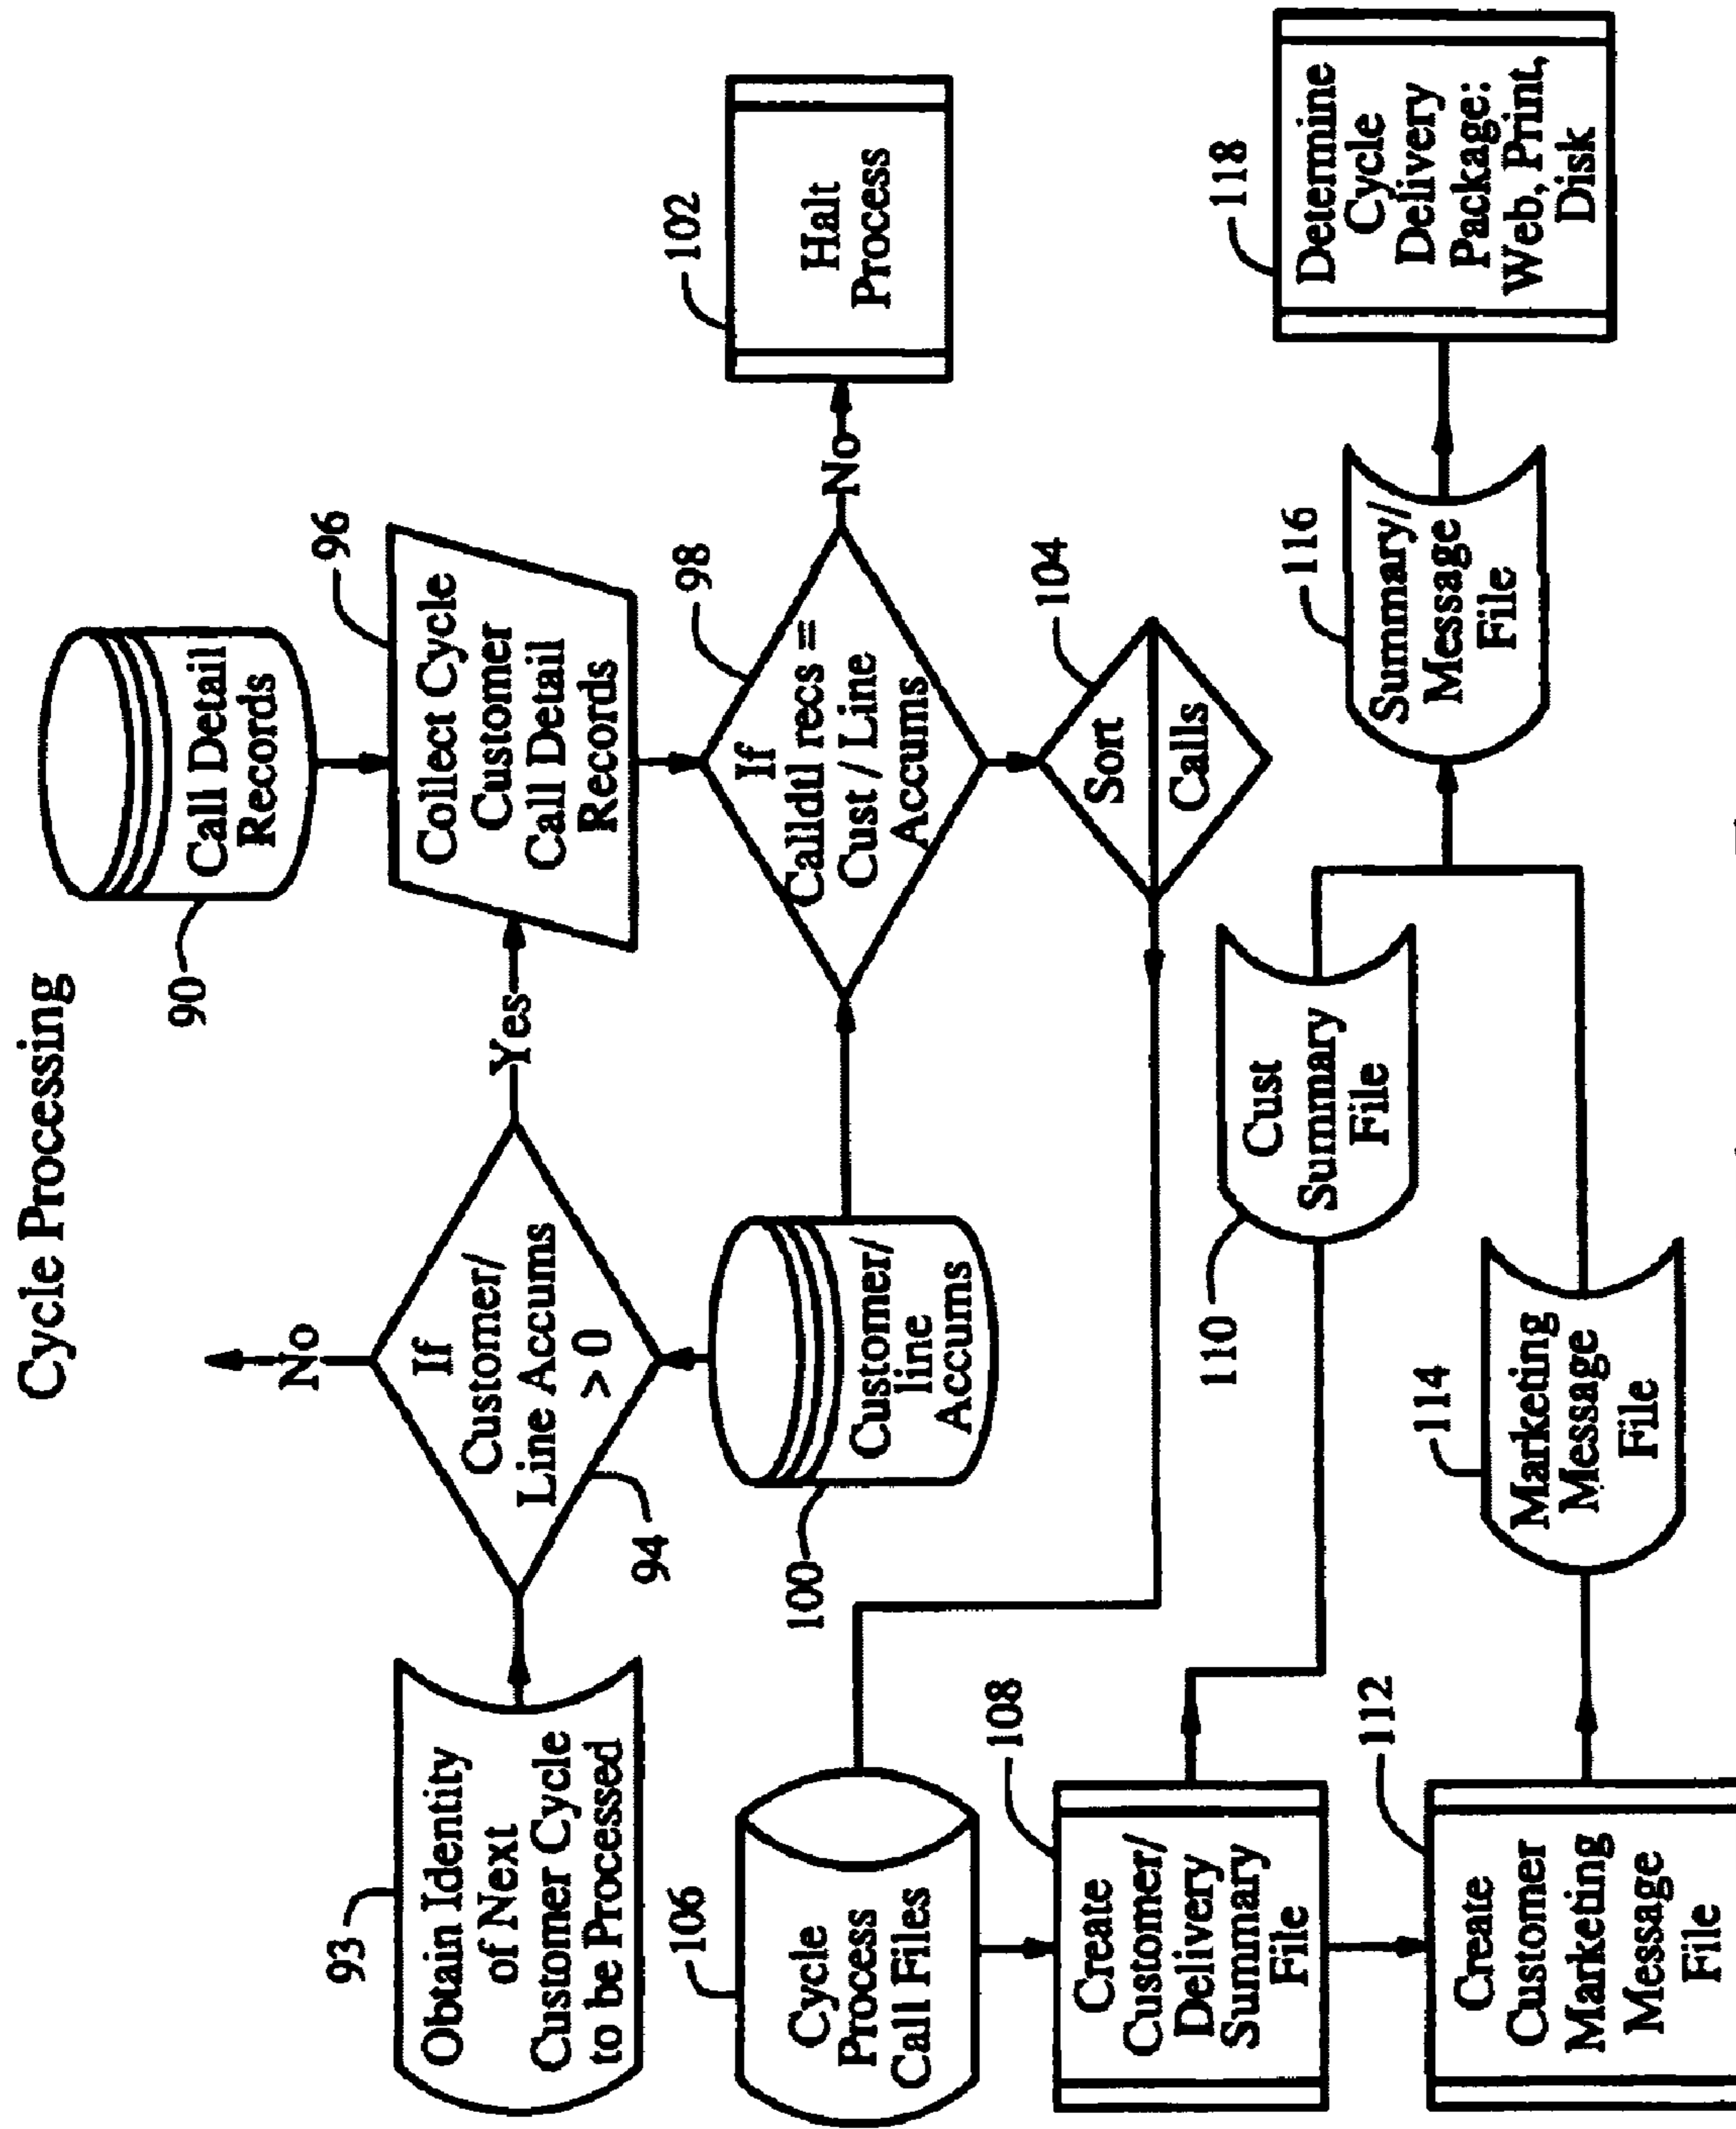 Cycle Processing
90
Call Detail
Records
93
Obtain Identity
of Next
Customer Cycle
to be Processed
If
Customer/
Line Accums
> 0
94
No
Yes
96
Collect Cycle
Customer
Call Detail
Records
100
Customer/
line
Accums
98
If
Calldtl recs =
Cust / Line
Accums
No
102
Halt
Process
104
Sort
Calls
106
Cycle
Process
Call Files
108
Create
Customer/
Delivery
Summary
File
110
Cust
Summary
File
112
Create
Customer
Marketing
Message
File
114
Marketing
Message
File
116
Summary/
Message
File
118
Determine
Cycle
Delivery
Package:
Web, Print,
Disk